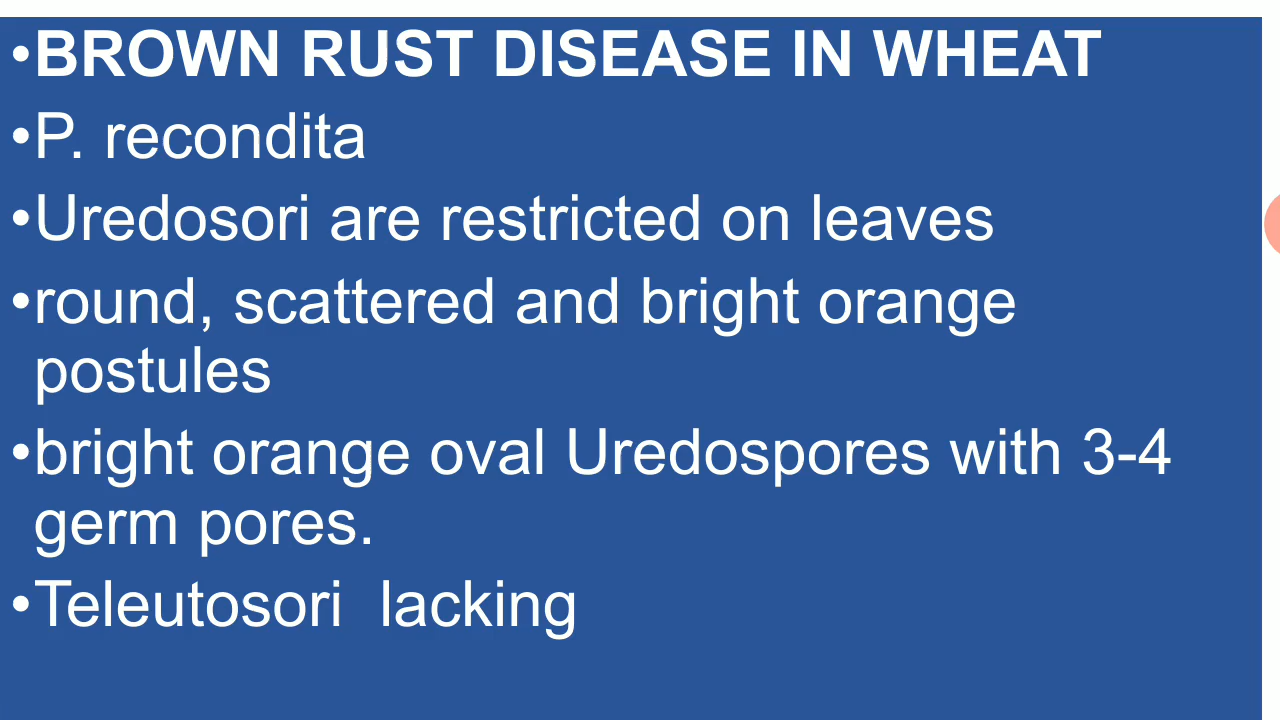 •BROWN RUST DISEASE IN WHEAT
•P. recondita
•Uredosori are restricted on leaves
•round, scattered and bright orange
postules
•bright orange oval Uredospores with 3-4
germ pores.
•Teleutosori  lacking